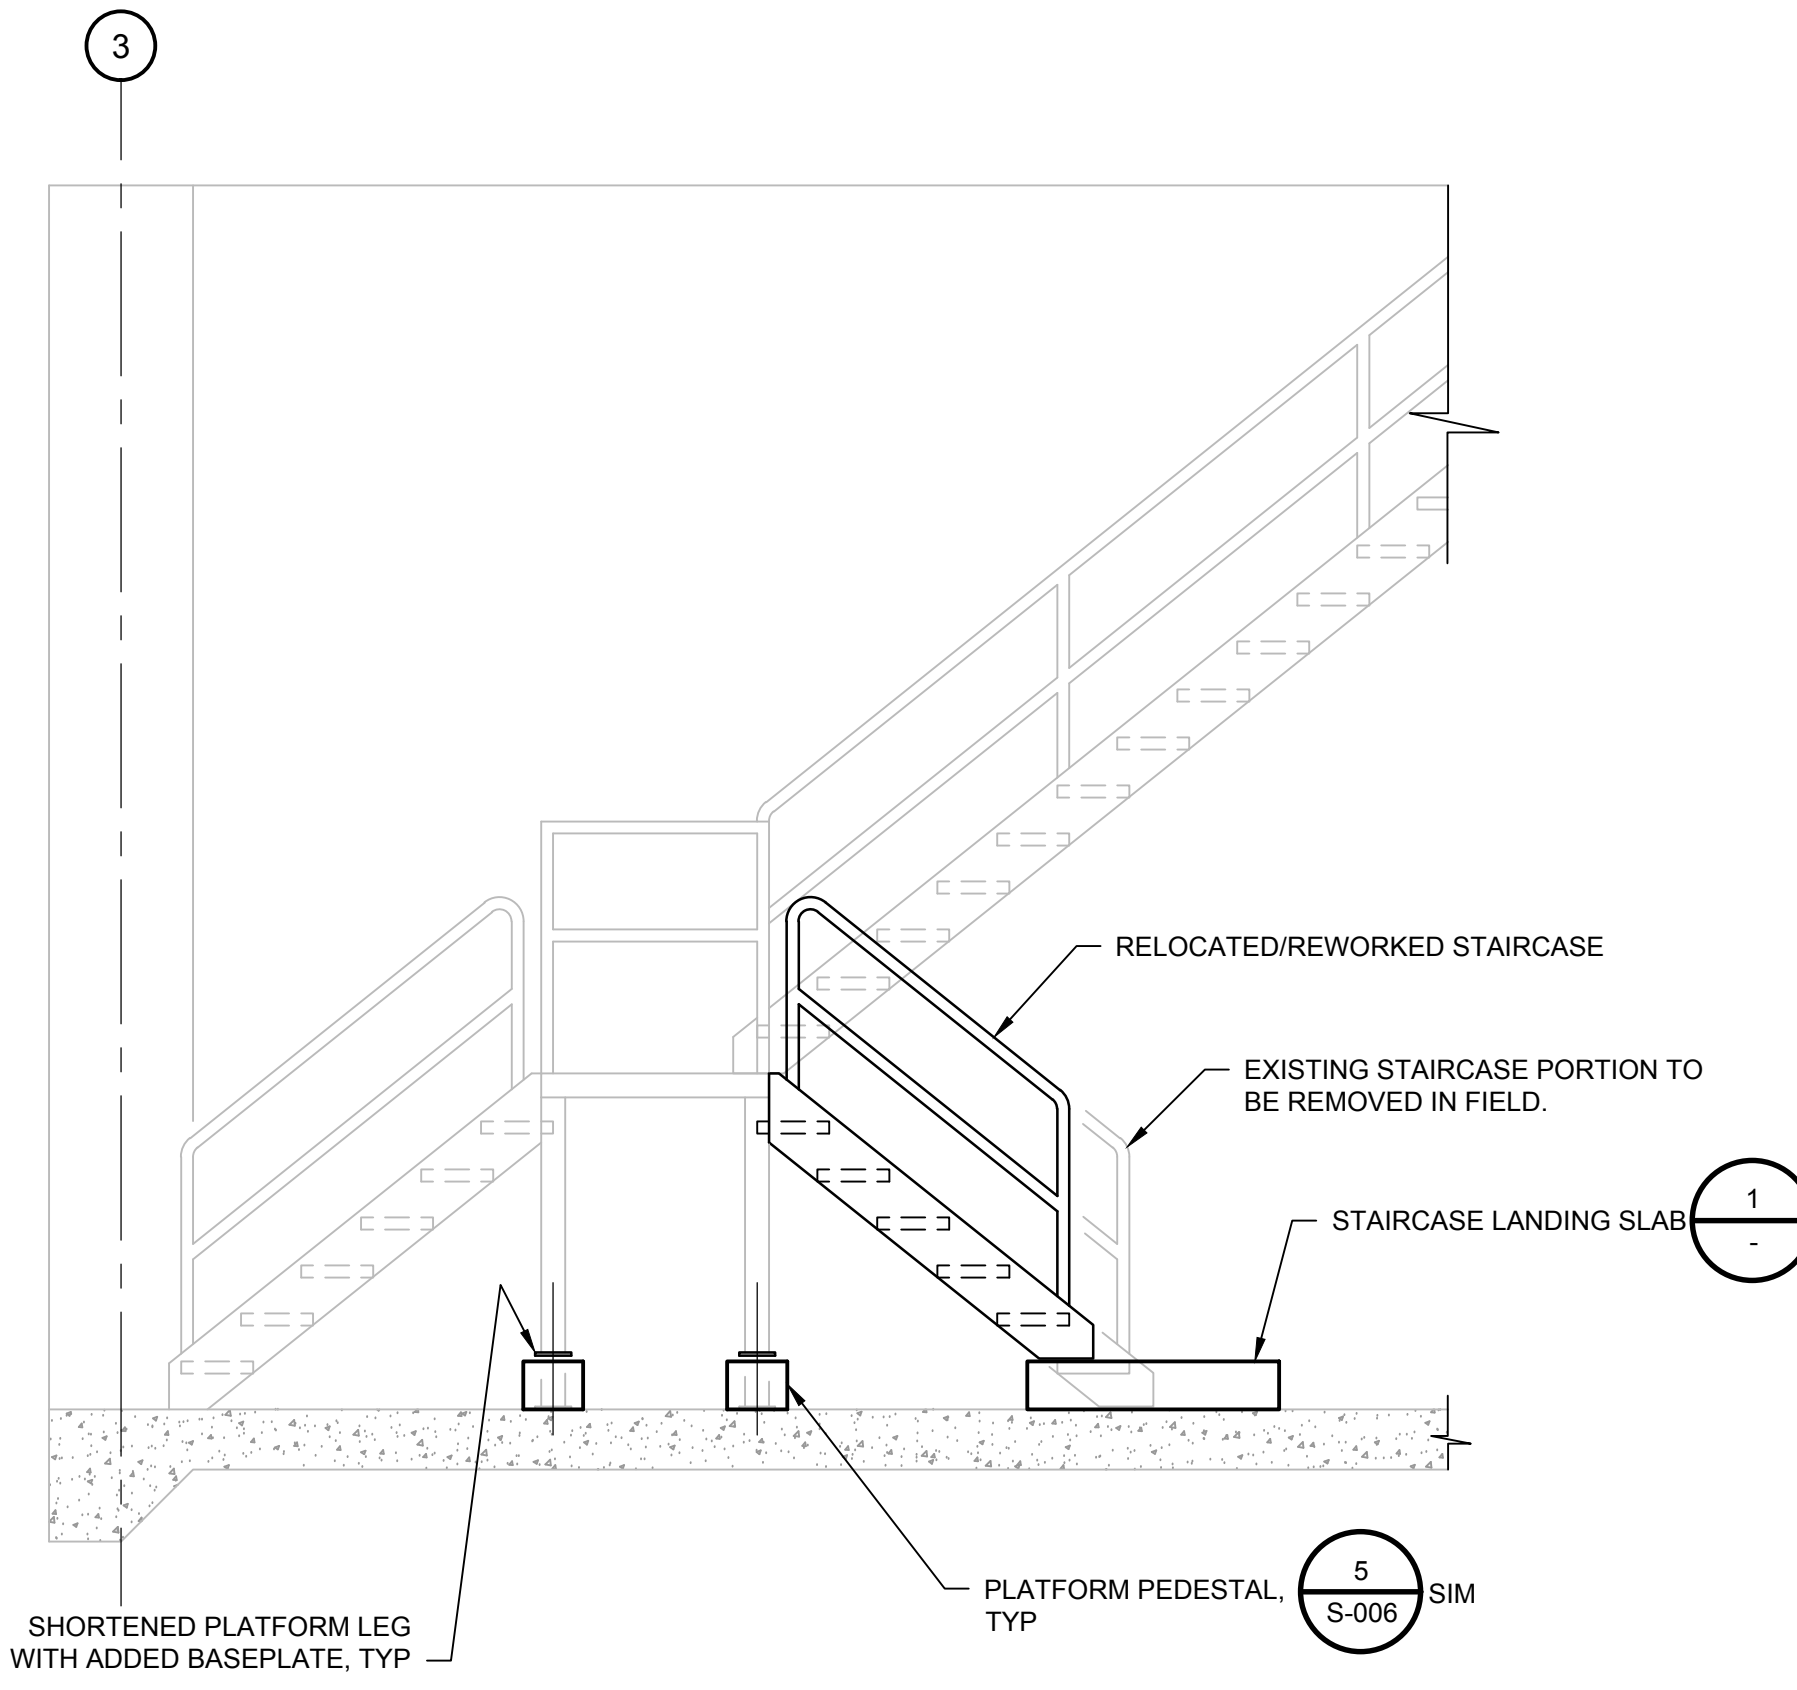 3
RELOCATED/REWORKED STAIRCASE
EXISTING STAIRCASE PORTION TO
BE REMOVED IN FIELD.
STAIRCASE LANDING SLAB
1
-
PLATFORM PEDESTAL,
TYP
5
S-006
SIM
SHORTENED PLATFORM LEG
WITH ADDED BASEPLATE, TYP